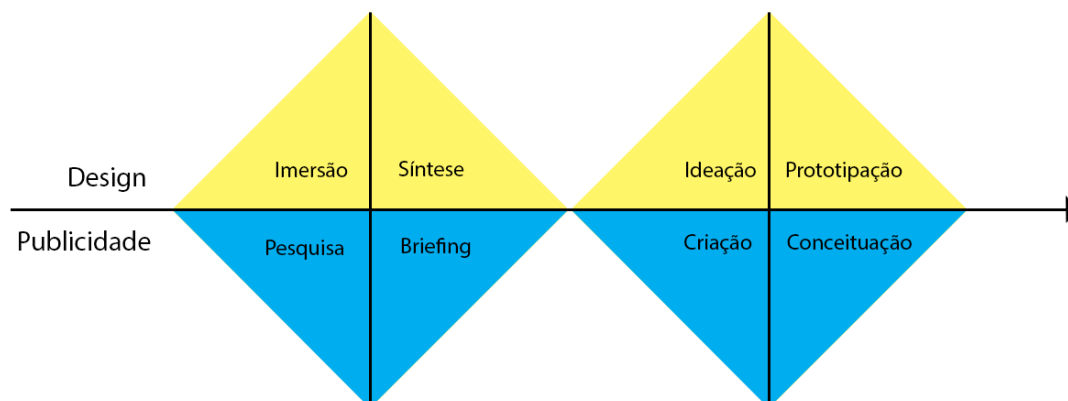 Imersão
Síntese
Ideação
Prototipação
Design
Publicidade
Pesquisa
Briefing
Criação
Conceituação